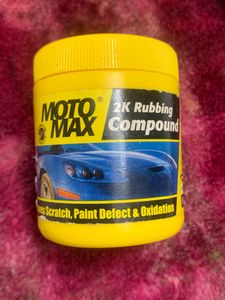 MOTO
MAX
2K Rubbing
Compound
Scratch, Paint Defect & Oxidation